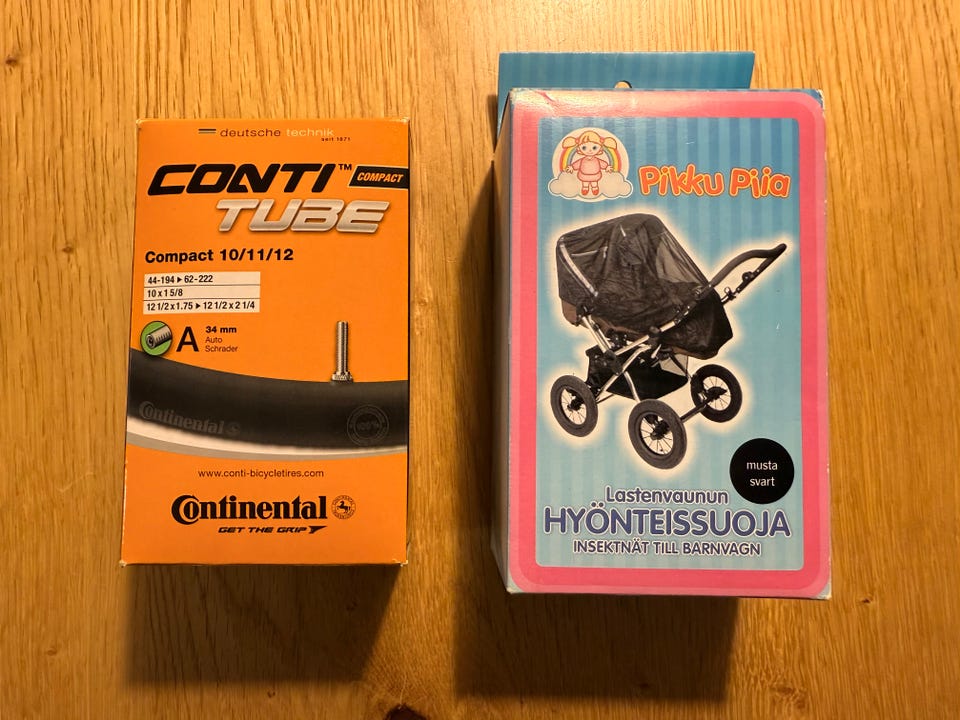 deutsche technik
seit 1871
CONTI™ COMPACT
TUBE
Compact 10/11/12
44-194 ▸ 62-222
10 x 1 5/8
12 1/2 x 1.75 ▸ 12 1/2 x 2 1/4
A 34 mm
Auto
Schrader
Continental
100%
www.conti-bicycletires.com
Continental
GET THE GRIP
Pikku Piia
musta
svart
Lastenvaunun
HYÖNTEISSUOJA
INSEKTNÄT TILL BARNVAGN